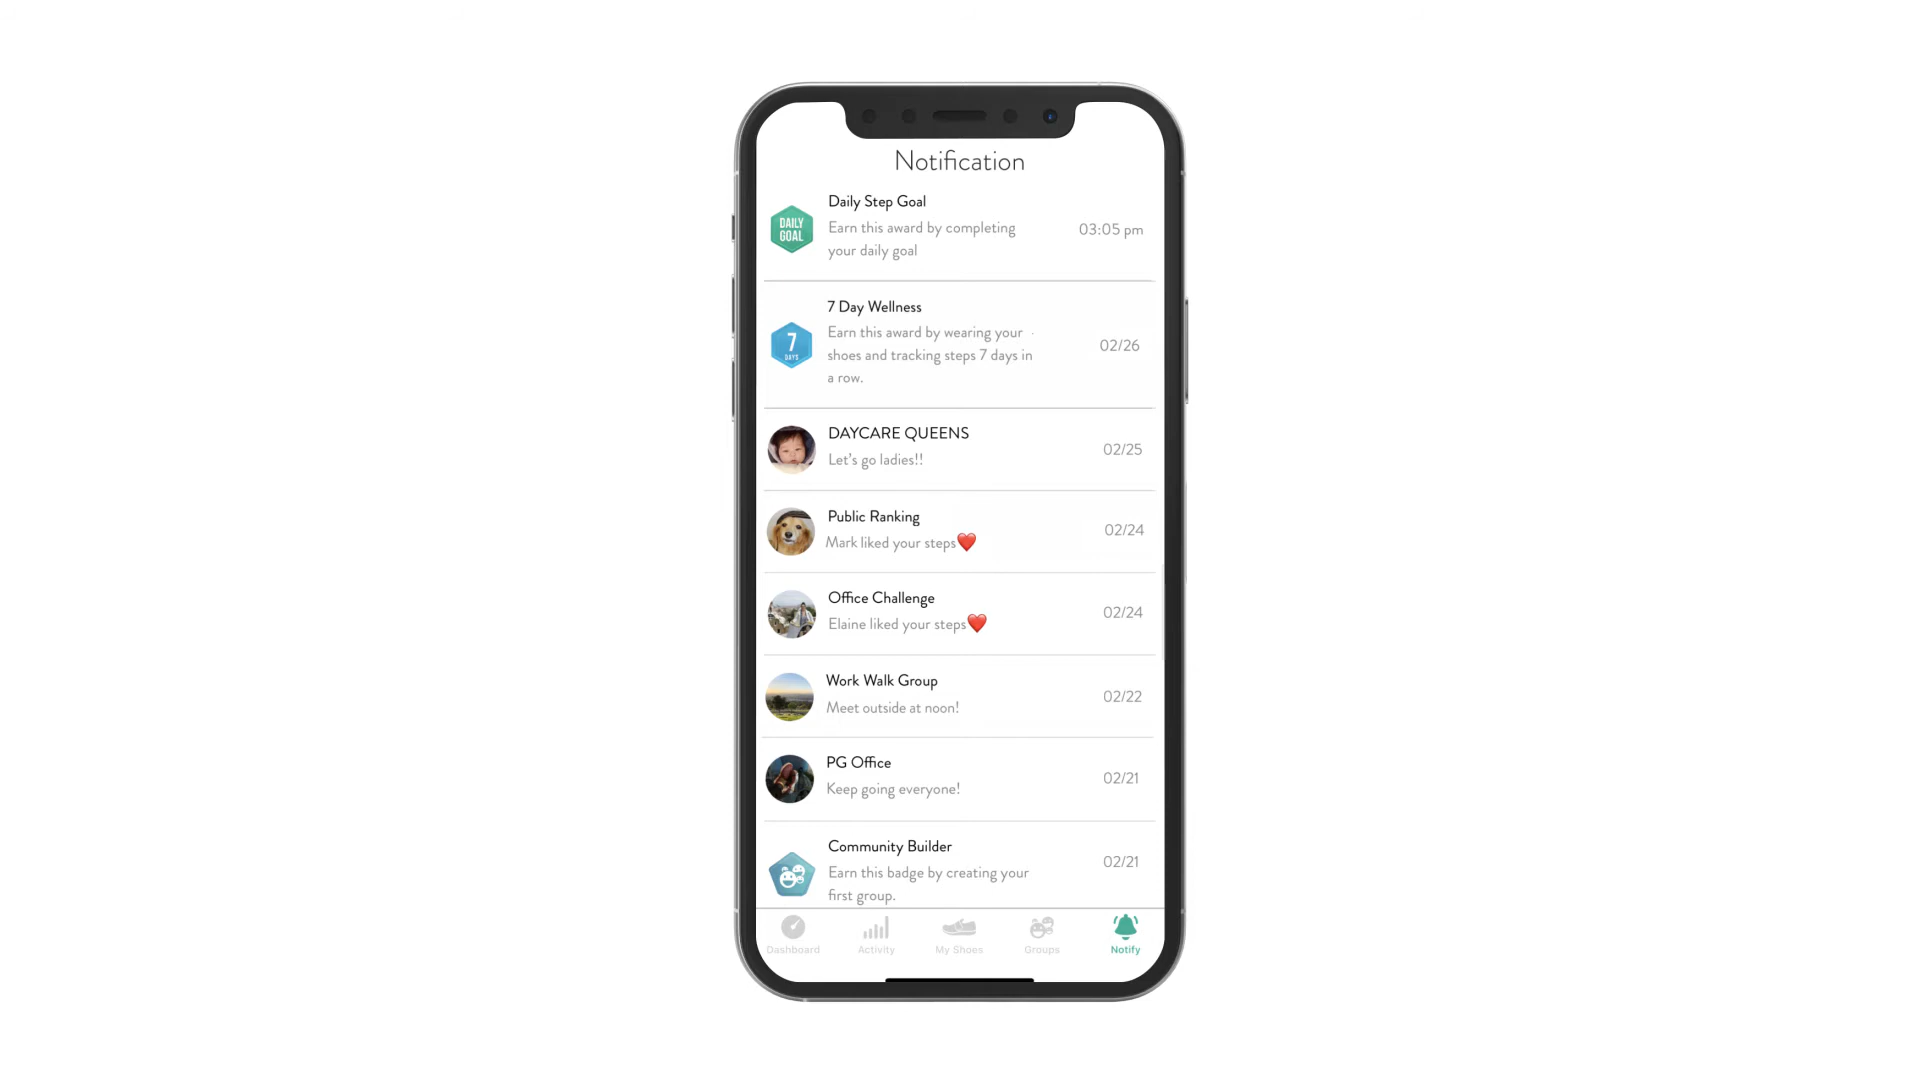 Notification
Daily Step Goal
DAILY
GOAL
Earn this award by completing
your daily goal
03:05 pm
7 Day Wellness
7
DAYS
Earn this award by wearing your
shoes and tracking steps 7 days in
a row.
02/26
DAYCARE QUEENS
Let's go ladies!!
02/25
Public Ranking
Mark liked your steps❤️
02/24
Office Challenge
Elaine liked your steps❤️
02/24
Work Walk Group
Meet outside at noon!
02/22
PG Office
Keep going everyone!
02/21
Community Builder
Earn this badge by creating your
first group.
02/21
Dashboard Activity My Shoes Groups Notify